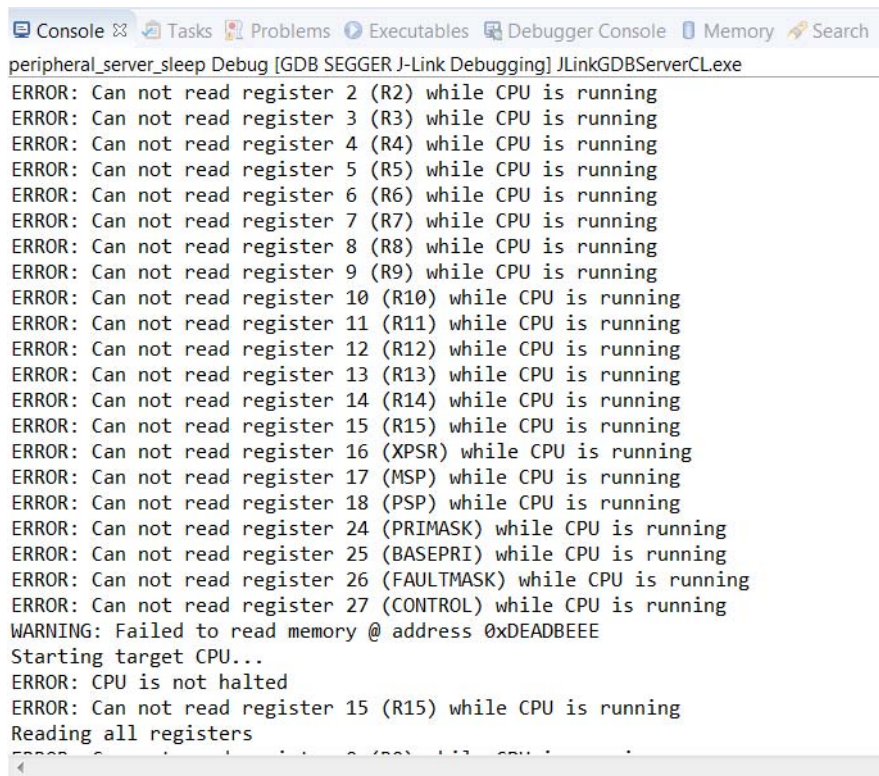 Console Tasks Problems Executables Debugger Console Memory Search
peripheral_server_sleep Debug [GDB SEGGER J-Link Debugging] JLinkGDBServerCL.exe
ERROR: Can not read register 2 (R2) while CPU is running
ERROR: Can not read register 3 (R3) while CPU is running
ERROR: Can not read register 4 (R4) while CPU is running
ERROR: Can not read register 5 (R5) while CPU is running
ERROR: Can not read register 6 (R6) while CPU is running
ERROR: Can not read register 7 (R7) while CPU is running
ERROR: Can not read register 8 (R8) while CPU is running
ERROR: Can not read register 9 (R9) while CPU is running
ERROR: Can not read register 10 (R10) while CPU is running
ERROR: Can not read register 11 (R11) while CPU is running
ERROR: Can not read register 12 (R12) while CPU is running
ERROR: Can not read register 13 (R13) while CPU is running
ERROR: Can not read register 14 (R14) while CPU is running
ERROR: Can not read register 15 (R15) while CPU is running
ERROR: Can not read register 16 (XPSR) while CPU is running
ERROR: Can not read register 17 (MSP) while CPU is running
ERROR: Can not read register 18 (PSP) while CPU is running
ERROR: Can not read register 24 (PRIMASK) while CPU is running
ERROR: Can not read register 25 (BASEPRI) while CPU is running
ERROR: Can not read register 26 (FAULTMASK) while CPU is running
ERROR: Can not read register 27 (CONTROL) while CPU is running
WARNING: Failed to read memory @ address 0xDEADBEEE
Starting target CPU...
ERROR: CPU is not halted
ERROR: Can not read register 15 (R15) while CPU is running
Reading all registers